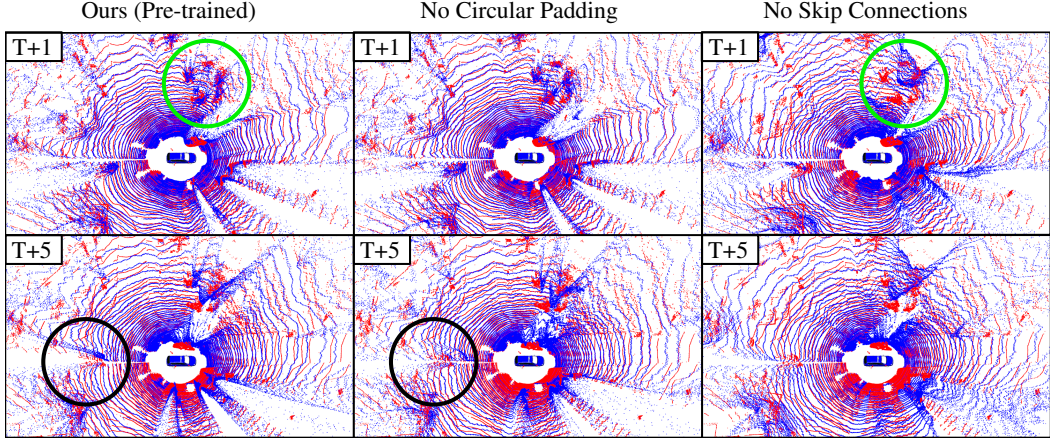 Ours (Pre-trained) No Circular Padding No Skip Connections
T+1 T+1 T+1
T+5 T+5 T+5